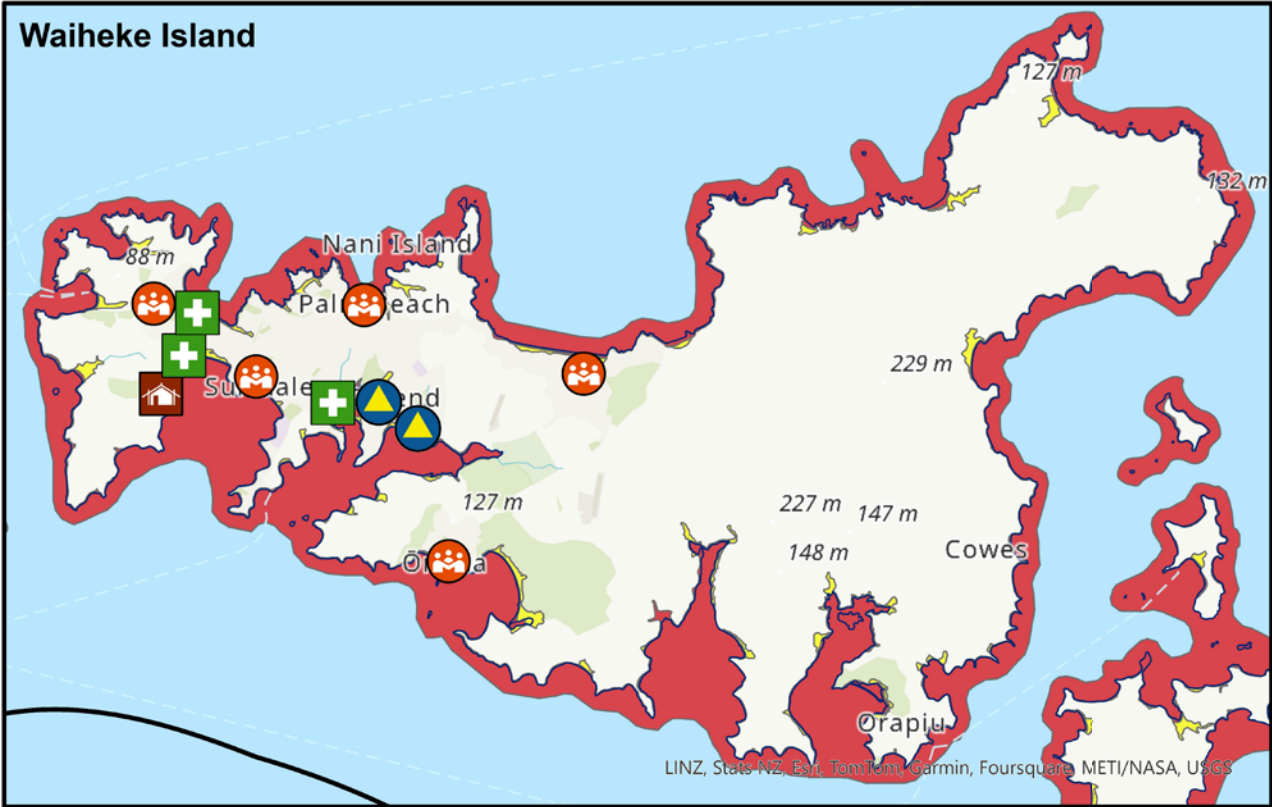 Waiheke Island
127 m
132 m
Nani Island
88 m
229 m
127 m
227 m
147 m
148 m
Cowes
Orapiu
LINZ, Stats NZ, Esri, TomTom, Garmin, Foursquare, METI/NASA, USGS